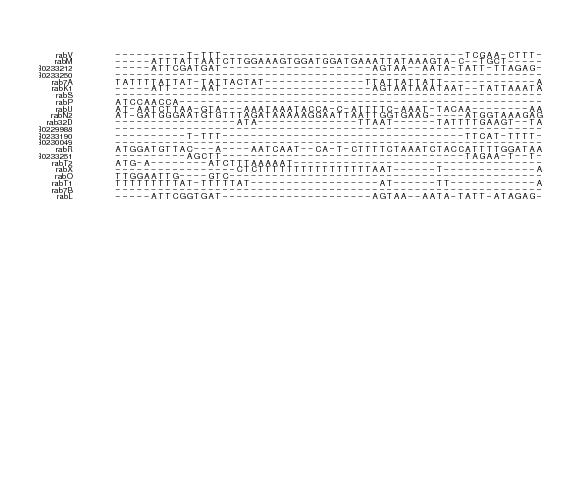 rabV ----------T-TTT----------------------------------TCGAA-CTTT-
rabM -----ATTTATTAATCTTGGAAAGTGGATGGATGAAATTATAAAGTA-C--TGCT-----
30233212 -----ATTCGATGAT---------------------AGTAA--AATA-TATT-TTAGAG-
30233250 ------------------------------------------------------------
rab7A TATTTTATTAT-TATTACTAT--------------TTATTATTATT-------------A
rabK1 -----ATT----AAT---------------------AGTAATAAATAAT--TATTAAATA
rabS ------------------------------------------------------------
rabP ATCCAACCA---------------------------------------------------
rabU AT-AATCTTAA-GTA---AAATAAATACCA-C-ATTTTC-AAAT-TACAA--------AA
rabN2 AT-GATGGGAATGTGTTTAGATAAAAAGGAATTAATTGGTGAAG-----ATGGTAAAGAG
rab32D -----------------ATA--------------TTAAT------TATTTTGAAGT--TA
30229988 ------------------------------------------------------------
30233190 ----------T-TTT----------------------------------TTCAT-TTTT-
30230049 ------------------------------------------------------------
rabR ATGGATGTTAC---A----AATCAAT--CA-T-CTTTTCTAAATCTACCATTTTGGATAA
30233251 ----------AGCTT----------------------------------TAGAA-T--T-
rabT2 ATG-A--------ATCTTTAAAAAT-----------------------------------
rabX -----------------CTCTTTTTTTTTTTTTTTTAAT------T-------------A
rabO TTGGAATTG----GTC--------------------------------------------
rabT1 TTTTTTTTTAT-TTTTTAT------------------AT------TT------------A
rab7B ------------------------------------------------------------
rabL -----ATTCGGTGAT---------------------AGTAA--AATA-TATT-ATAGAG-